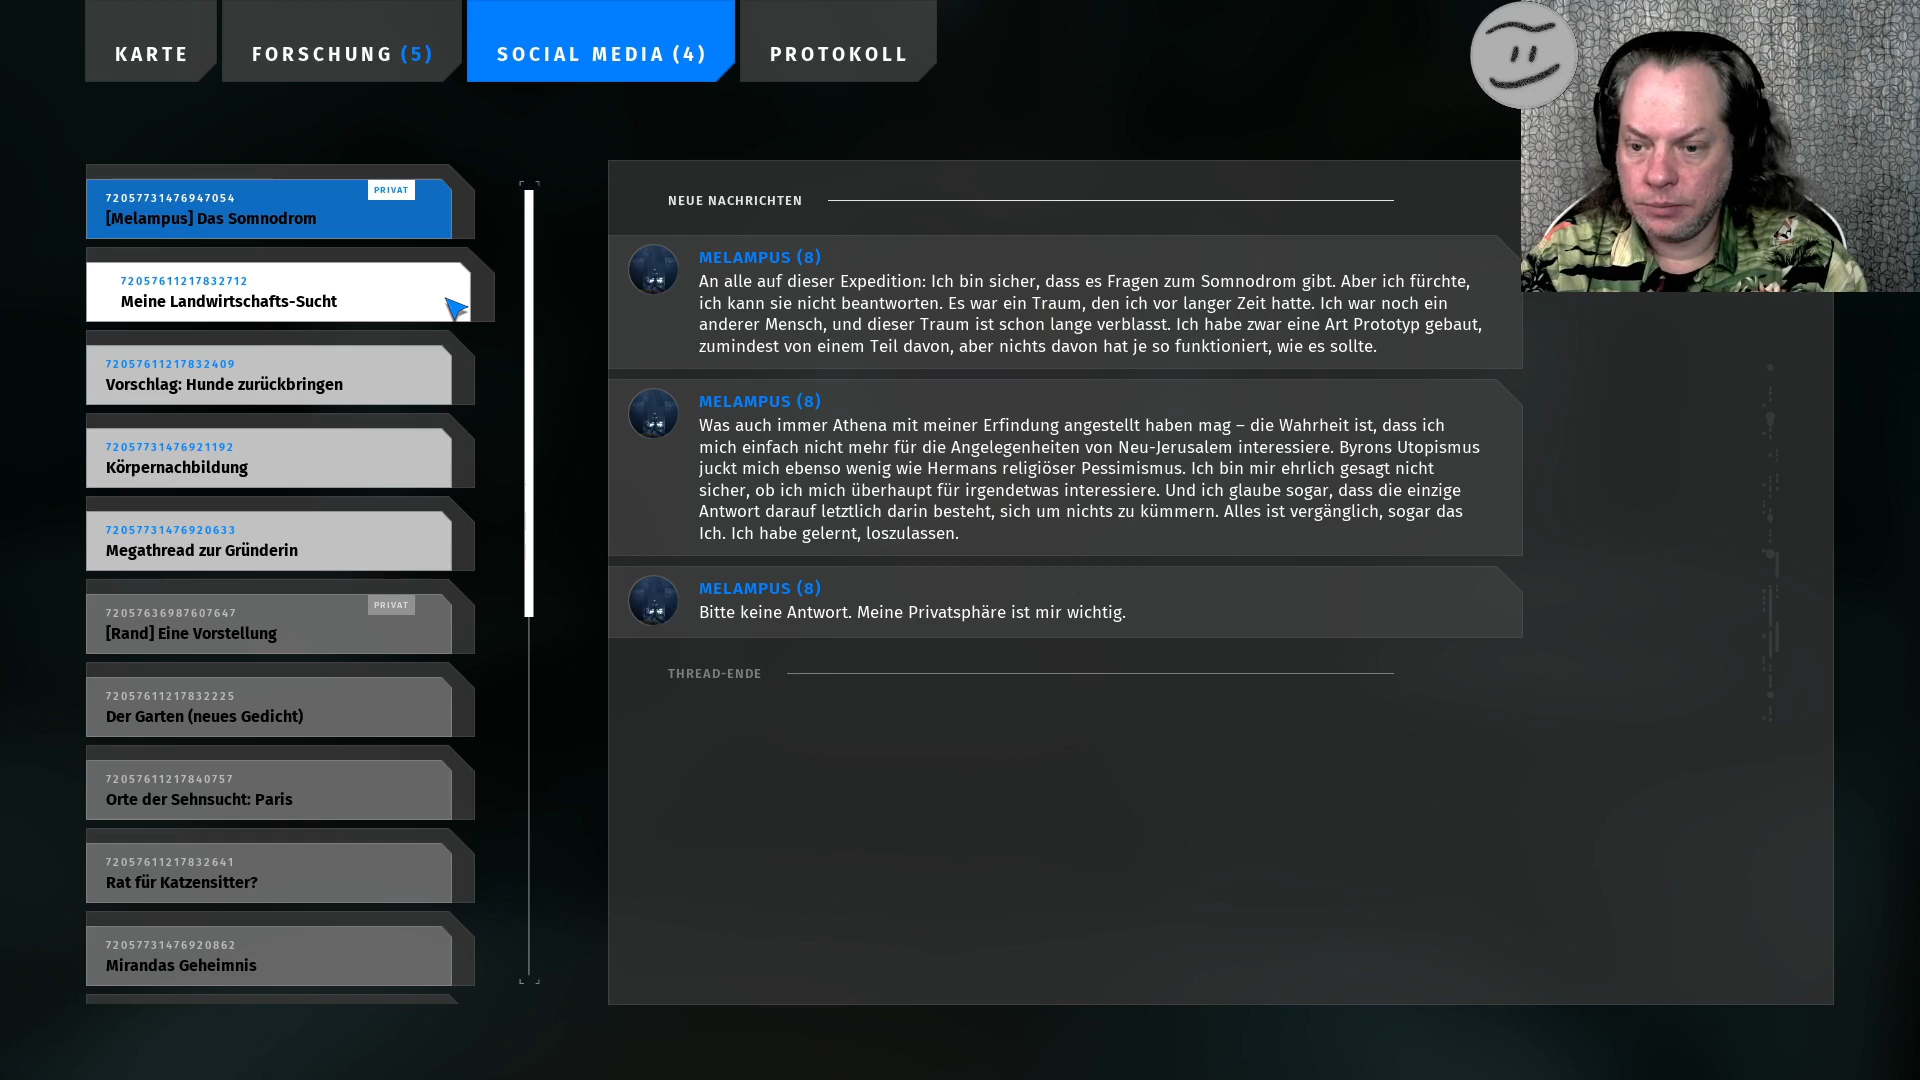 KARTE
FORSCHUNG (5)
SOCIAL MEDIA (4)
PROTOKOLL
72057731476947054
PRIVAT
[Melampus] Das Somnodrom
72057611217832712
Meine Landwirtschafts-Sucht
72057611217832409
Vorschlag: Hunde zurückbringen
72057731476921192
Körpernachbildung
72057731476920633
Megathread zur Gründerin
72057636987607647
PRIVAT
[Rand] Eine Vorstellung
72057611217832225
Der Garten (neues Gedicht)
72057611217840757
Orte der Sehnsucht: Paris
72057611217832641
Rat für Katzensitter?
72057731476920862
Mirandas Geheimnis
NEUE NACHRICHTEN
MELAMPUS (8)
An alle auf dieser Expedition: Ich bin sicher, dass es Fragen zum Somnodrom gibt. Aber ich fürchte,
ich kann sie nicht beantworten. Es war ein Traum, den ich vor langer Zeit hatte. Ich war noch ein
anderer Mensch, und dieser Traum ist schon lange verblasst. Ich habe zwar eine Art Prototyp gebaut,
zumindest von einem Teil davon, aber nichts davon hat je so funktioniert, wie es sollte.
MELAMPUS (8)
Was auch immer Athena mit meiner Erfindung angestellt haben mag – die Wahrheit ist, dass ich
mich einfach nicht mehr für die Angelegenheiten von Neu-Jerusalem interessiere. Byrons Utopismus
juckt mich ebenso wenig wie Hermans religiöser Pessimismus. Ich bin mir ehrlich gesagt nicht
sicher, ob ich mich überhaupt für irgendetwas interessiere. Und ich glaube sogar, dass die einzige
Antwort darauf letztlich darin besteht, sich um nichts zu kümmern. Alles ist vergänglich, sogar das
Ich. Ich habe gelernt, loszulassen.
MELAMPUS (8)
Bitte keine Antwort. Meine Privatsphäre ist mir wichtig.
THREAD-ENDE